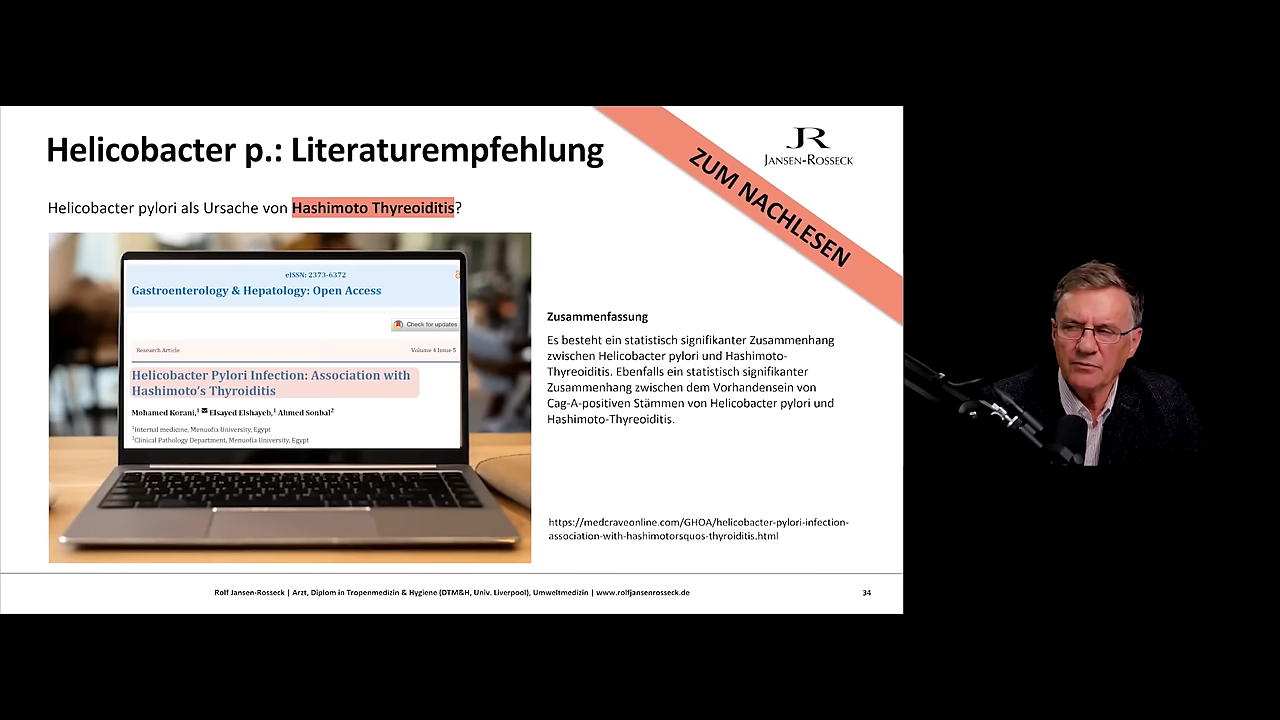 Helicobacter p.: Literaturempfehlung
ZUM NACHLESEN
JR
JANSEN-ROSSECK
Helicobacter pylori als Ursache von Hashimoto Thyreoiditis?
eISSN: 2373-6372
Gastroenterology & Hepatology: Open Access
Check for updates
Research Article
Volume 4 Issue 5
Helicobacter Pylori Infection: Association with
Hashimoto's Thyroiditis
Mohamed Korani,1 Elsayed Elshayeb,1 Ahmed Sonbal2
1Internal medicine, Menuofia University, Egypt
2Clinical Pathology Department, Menuofia University, Egypt
Zusammenfassung
Es besteht ein statistisch signifikanter Zusammenhang
zwischen Helicobacter pylori und Hashimoto-
Thyreoiditis. Ebenfalls ein statistisch signifikanter
Zusammenhang zwischen dem Vorhandensein von
Cag-A-positiven Stämmen von Helicobacter pylori und
Hashimoto-Thyreoiditis.
https://medcraveonline.com/GHOA/helicobacter-pylori-infection-
association-with-hashimotorsquos-thyroiditis.html
Rolf Jansen-Rosseck | Arzt, Diplom in Tropenmedizin & Hygiene (DTM&H, Univ. Liverpool), Umweltmedizin | www.rolfjansenrosseck.de
34